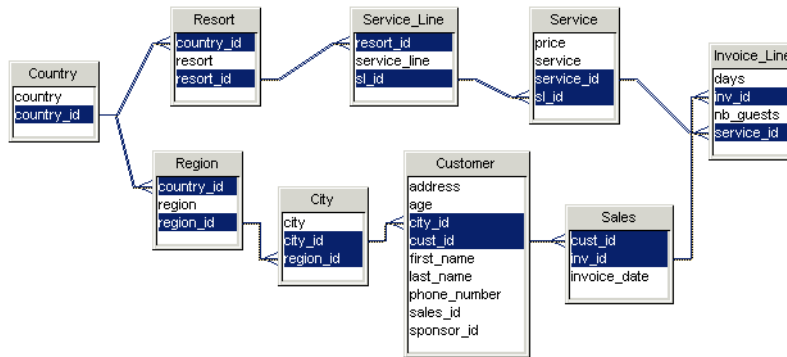 Country
country
country_id
Resort
country_id
resort
resort_id
Service_Line
resort_id
service_line
sl_id
Service
price
service
service_id
sl_id
Invoice_Line
days
inv_id
nb_guests
service_id
Region
country_id
region
region_id
City
city
city_id
region_id
Customer
address
age
city_id
cust_id
first_name
last_name
phone_number
sales_id
sponsor_id
Sales
cust_id
inv_id
invoice_date